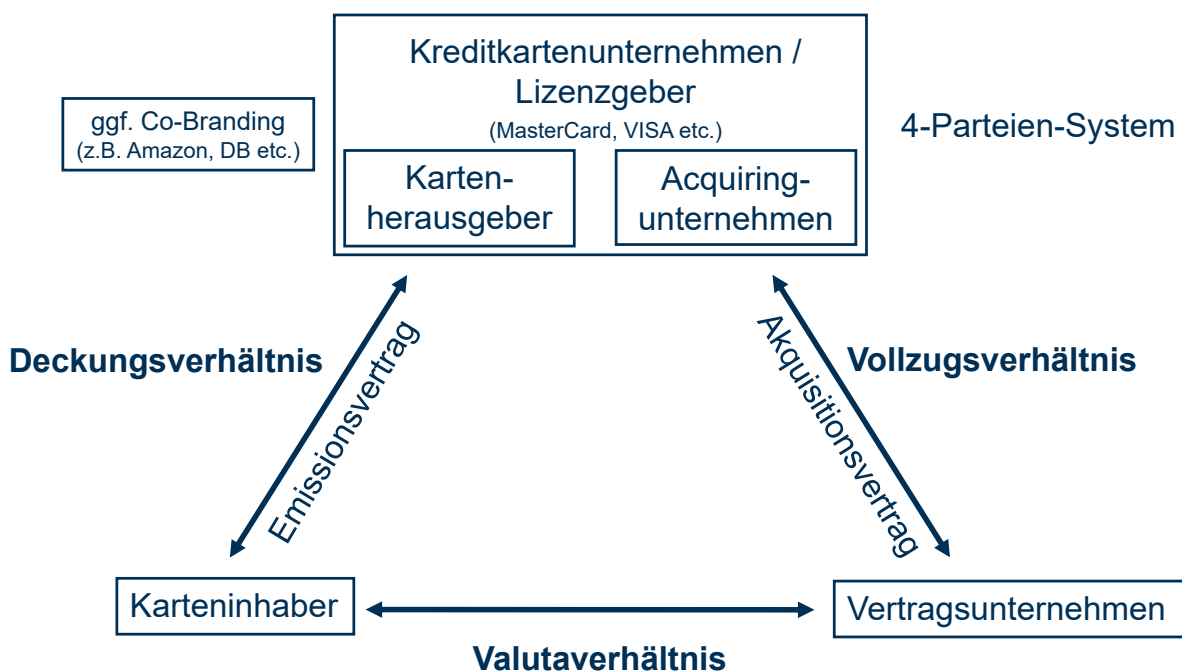 Kreditkartenunternehmen /
Lizenzgeber
(MasterCard, VISA etc.)
ggf. Co-Branding
(z.B. Amazon, DB etc.)
4-Parteien-System
Karten-
herausgeber
Acquiring-
unternehmen
Deckungsverhältnis
Emissionsvertrag
Akquisitionsvertrag
Vollzugsverhältnis
Karteninhaber
Vertragsunternehmen
Valutaverhältnis